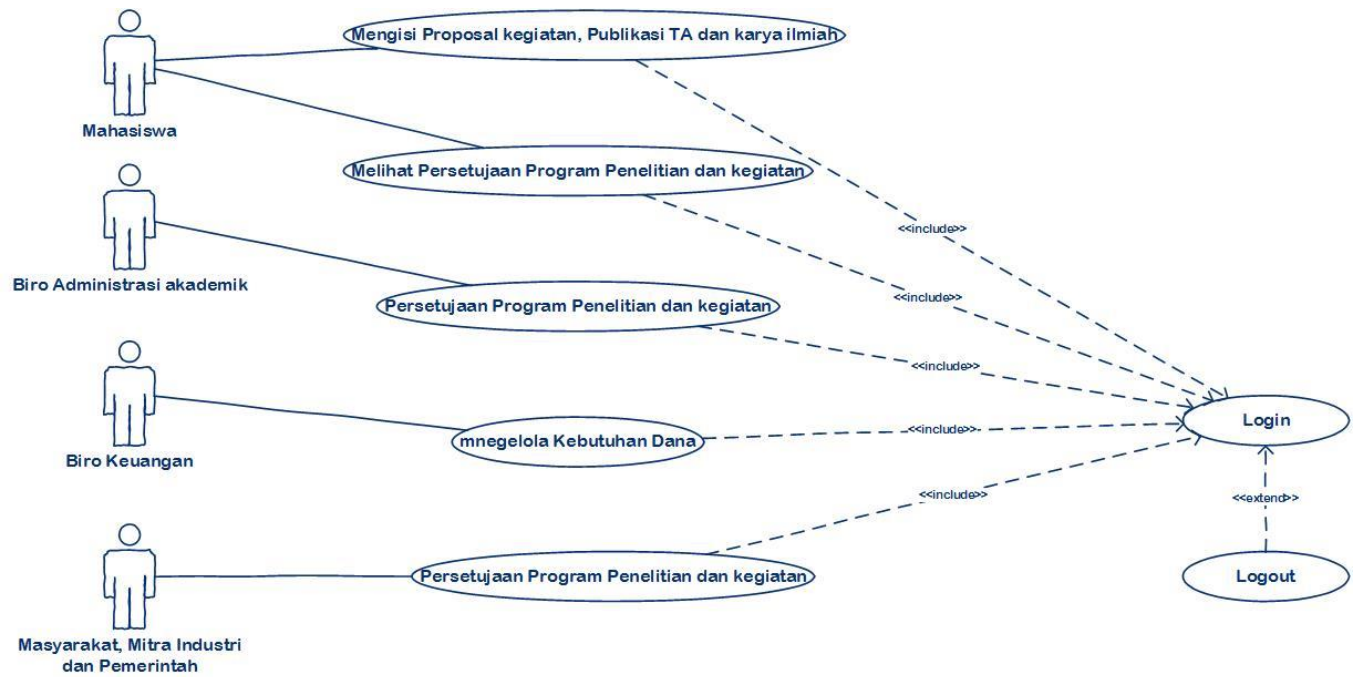 Mengisi Proposal kegiatan, Publikasi TA dan karya ilmiah
Mahasiswa
Melihat Persetujaan Program Penelitian dan kegiatan
<<include>>
Biro Administrasi akademik
<<include>>
Persetujaan Program Penelitian dan kegiatan
<<include>>
Login
<<include>>
mnegelola Kebutuhan Dana
Biro Keuangan
<<include>>
<<extend>>
Persetujaan Program Penelitian dan kegiatan
Logout
Masyarakat, Mitra Industri
dan Pemerintah